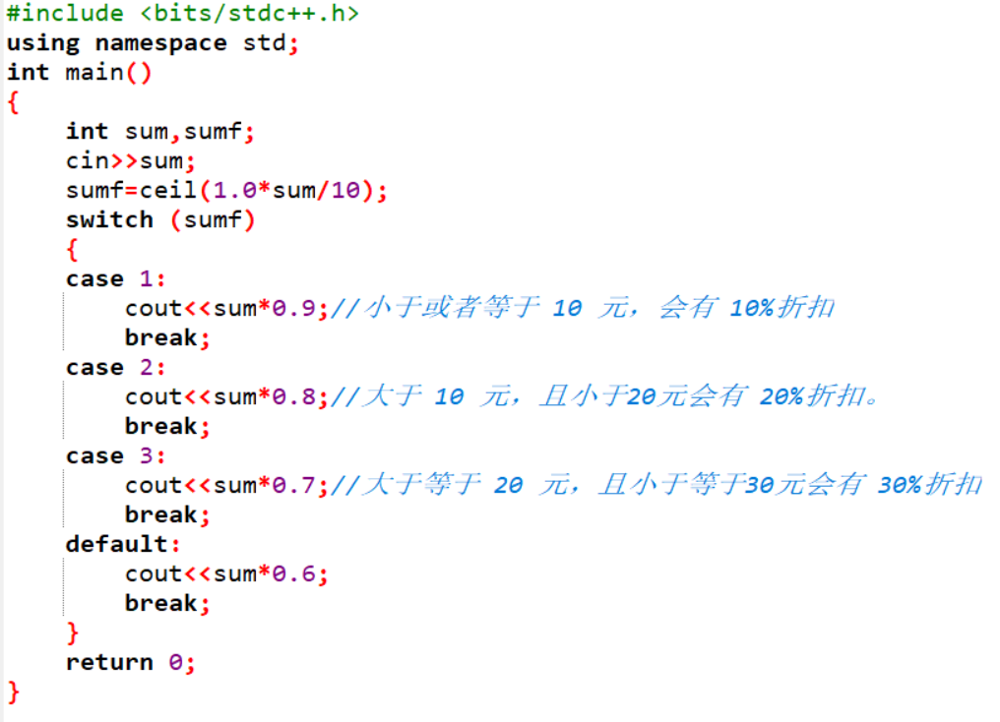 #include <bits/stdc++.h>
using namespace std;
int main()
{
    int sum,sumf;
    cin>>sum;
    sumf=ceil(1.0*sum/10);
    switch (sumf)
    {
    case 1:
        cout<<sum*0.9;//小于或者等于 10 元，会有 10%折扣
        break;
    case 2:
        cout<<sum*0.8;//大于 10 元，且小于20元会有 20%折扣。
        break;
    case 3:
        cout<<sum*0.7;//大于等于 20 元，且小于等于30元会有 30%折扣
        break;
    default:
        cout<<sum*0.6;
        break;
    }
    return 0;
}